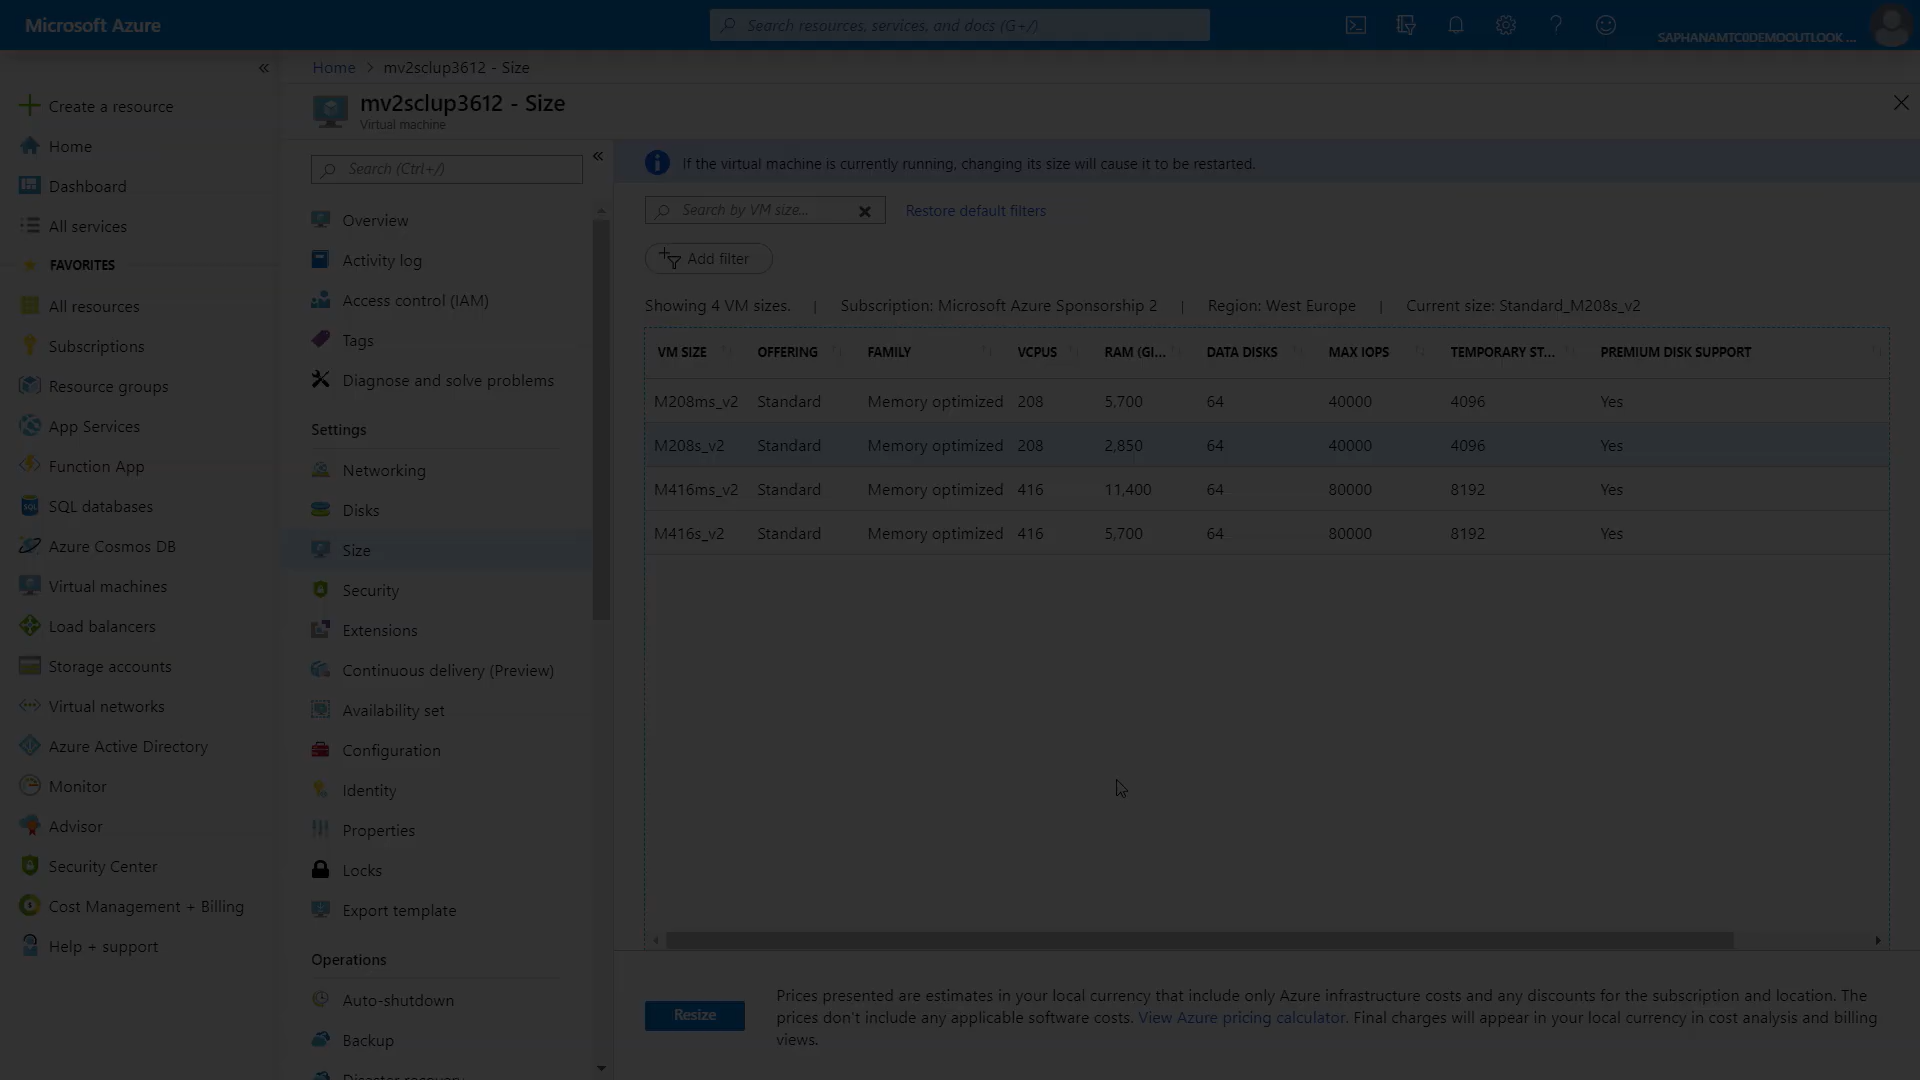 Microsoft Azure
Search resources, services, and docs (G+/)
SAPHANAMTC@DEMOOUTLOOK ...
Home > mv2sclup3612 - Size
mv2sclup3612 - Size
Virtual machine
Create a resource
Home
Dashboard
All services
FAVORITES
All resources
Subscriptions
Resource groups
App Services
Function App
SQL databases
Azure Cosmos DB
Virtual machines
Load balancers
Storage accounts
Virtual networks
Azure Active Directory
Monitor
Advisor
Security Center
Cost Management + Billing
Help + support
Search (Ctrl+/)
Overview
Activity log
Access control (IAM)
Tags
Diagnose and solve problems
Settings
Networking
Disks
Size
Security
Extensions
Continuous delivery (Preview)
Availability set
Configuration
Identity
Properties
Locks
Export template
Operations
Auto-shutdown
Backup
Disaster recovery
If the virtual machine is currently running, changing its size will cause it to be restarted.
Search by VM size...
Restore default filters
Add filter
Showing 4 VM sizes. | Subscription: Microsoft Azure Sponsorship 2 | Region: West Europe | Current size: Standard_M208s_v2
VM SIZE OFFERING FAMILY VCPUS RAM (GI... DATA DISKS MAX IOPS TEMPORARY ST... PREMIUM DISK SUPPORT
M208ms_v2 Standard Memory optimized 208 5,700 64 40000 4096 Yes
M208s_v2 Standard Memory optimized 208 2,850 64 40000 4096 Yes
M416ms_v2 Standard Memory optimized 416 11,400 64 80000 8192 Yes
M416s_v2 Standard Memory optimized 416 5,700 64 80000 8192 Yes
Resize
Prices presented are estimates in your local currency that include only Azure infrastructure costs and any discounts for the subscription and location. The
prices don't include any applicable software costs. View Azure pricing calculator. Final charges will appear in your local currency in cost analysis and billing
views.